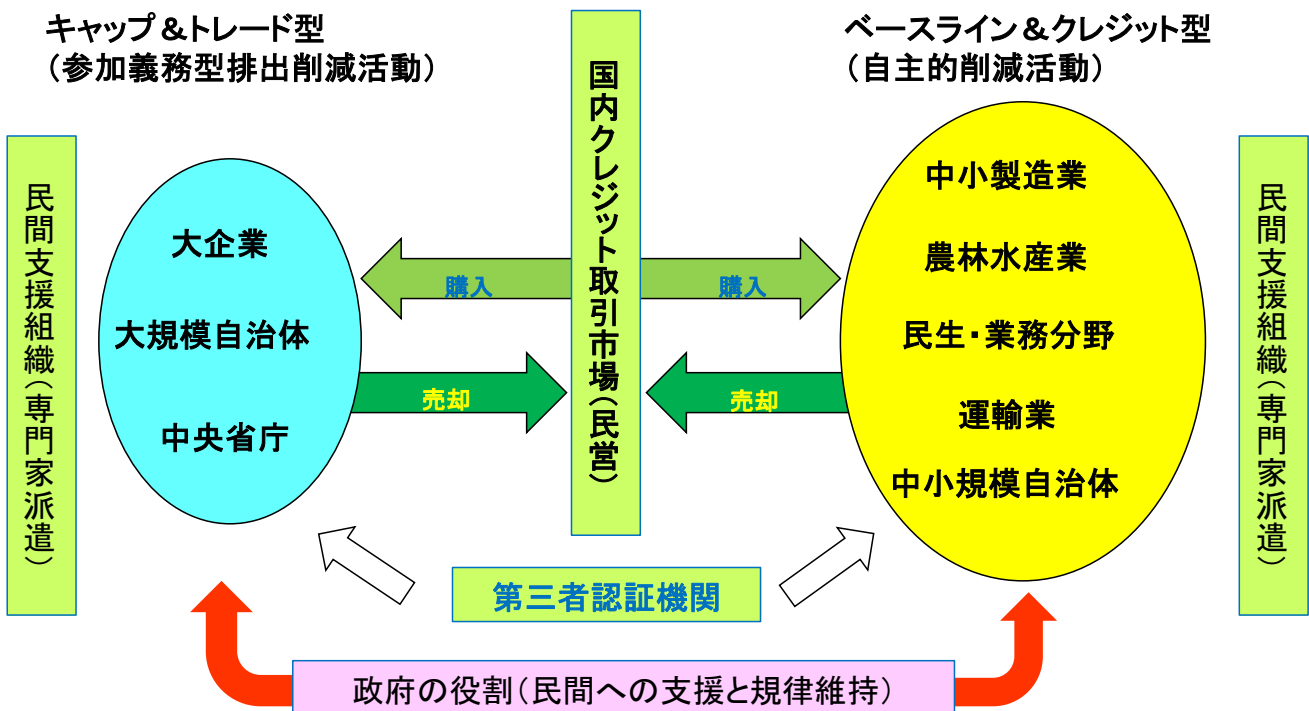 キャップ＆トレード型
（参加義務型排出削減活動）
ベースライン＆クレジット型
（自主的削減活動）
民間支援組織（専門家派遣）
大企業
大規模自治体
中央省庁
国内クレジット取引市場（民営）
購入
購入
売却
売却
中小製造業
農林水産業
民生・業務分野
運輸業
中小規模自治体
民間支援組織（専門家派遣）
第三者認証機関
政府の役割（民間への支援と規律維持）